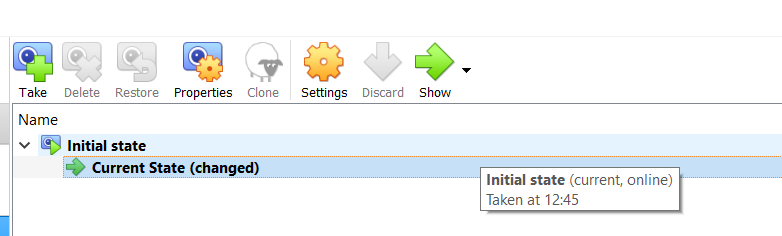 Take Delete Restore Properties Clone Settings Discard Show
Name
Initial state
Current State (changed)
Initial state (current, online)
Taken at 12:45